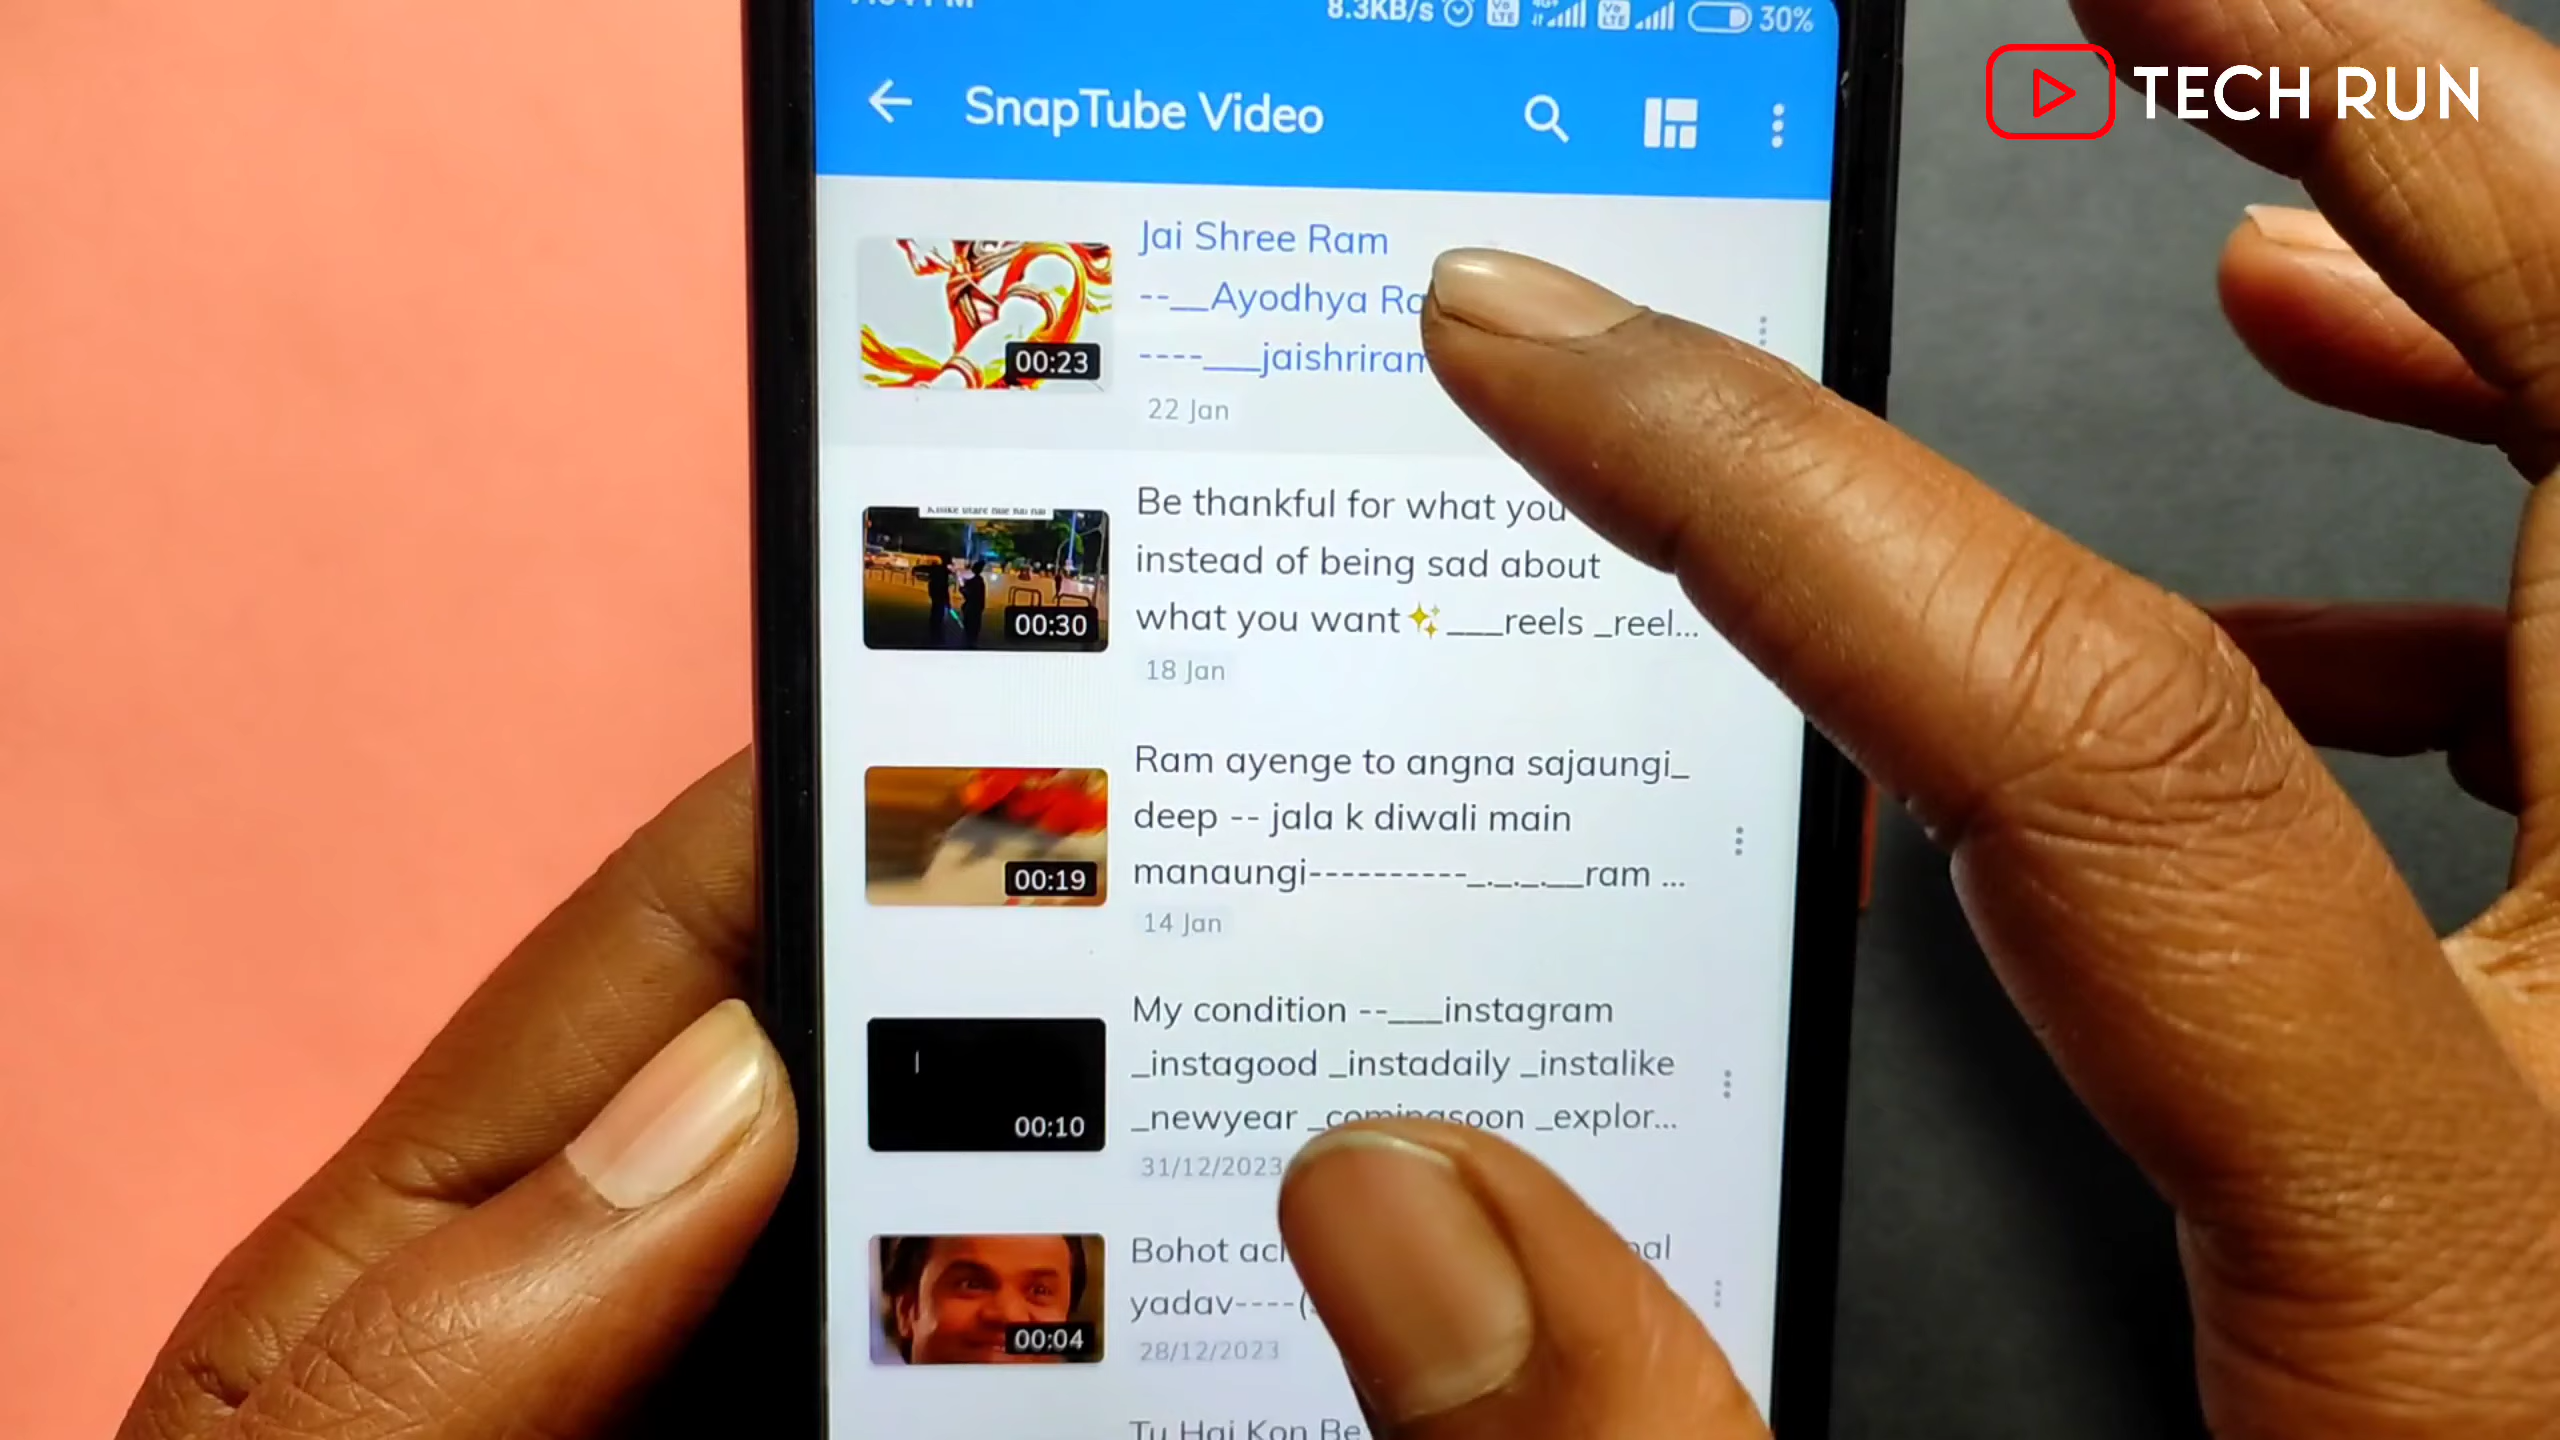 8.3KB/s
30%
TECH RUN
SnapTube Video
Jai Shree Ram
--__Ayodhya
----___jaishriram
00:23
22 Jan
Be thankful for what you
instead of being sad about
what you want✨___reels _reel...
00:30
18 Jan
Ram ayenge to angna sajaungi_
deep -- jala k diwali main
manaungi----------_._._.__ram ...
00:19
14 Jan
My condition --___instagram
_instagood _instadaily _instalike
_newyear _comingsoon _explor...
00:10
31/12/2023
Bohot
yadav----(
00:04
28/12/2023
Tu Hai Kon Be